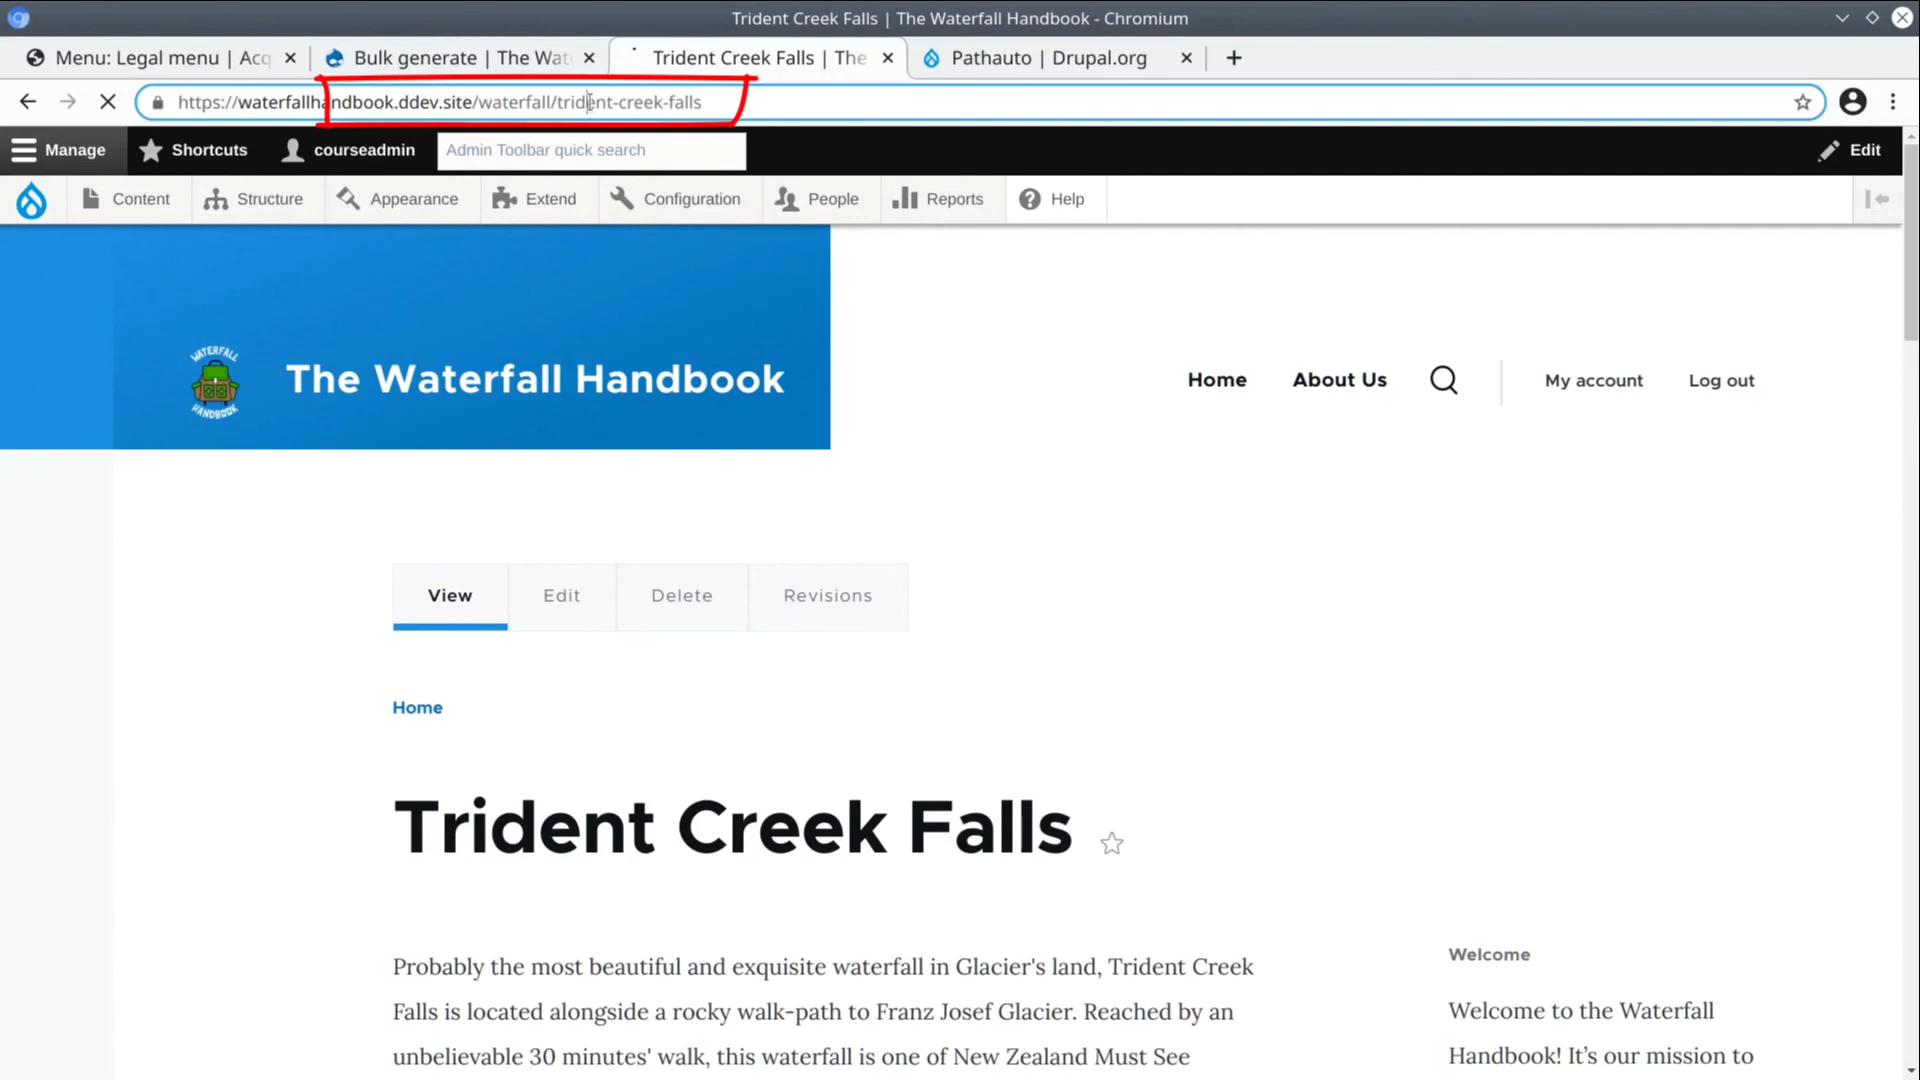 Trident Creek Falls | The Waterfall Handbook - Chromium
Menu: Legal menu | Acq
Bulk generate | The Wat
Trident Creek Falls | The
Pathauto | Drupal.org
https://waterfallhandbook.ddev.site/waterfall/trident-creek-falls
Manage
Shortcuts
courseadmin
Admin Toolbar quick search
Edit
Content
Structure
Appearance
Extend
Configuration
People
Reports
Help
WATERFALL
HANDBOOK
The Waterfall Handbook
Home
About Us
My account
Log out
View
Edit
Delete
Revisions
Home
Trident Creek Falls
Probably the most beautiful and exquisite waterfall in Glacier's land, Trident Creek
Falls is located alongside a rocky walk-path to Franz Josef Glacier. Reached by an
unbelievable 30 minutes' walk, this waterfall is one of New Zealand Must See
Welcome
Welcome to the Waterfall
Handbook! It’s our mission to